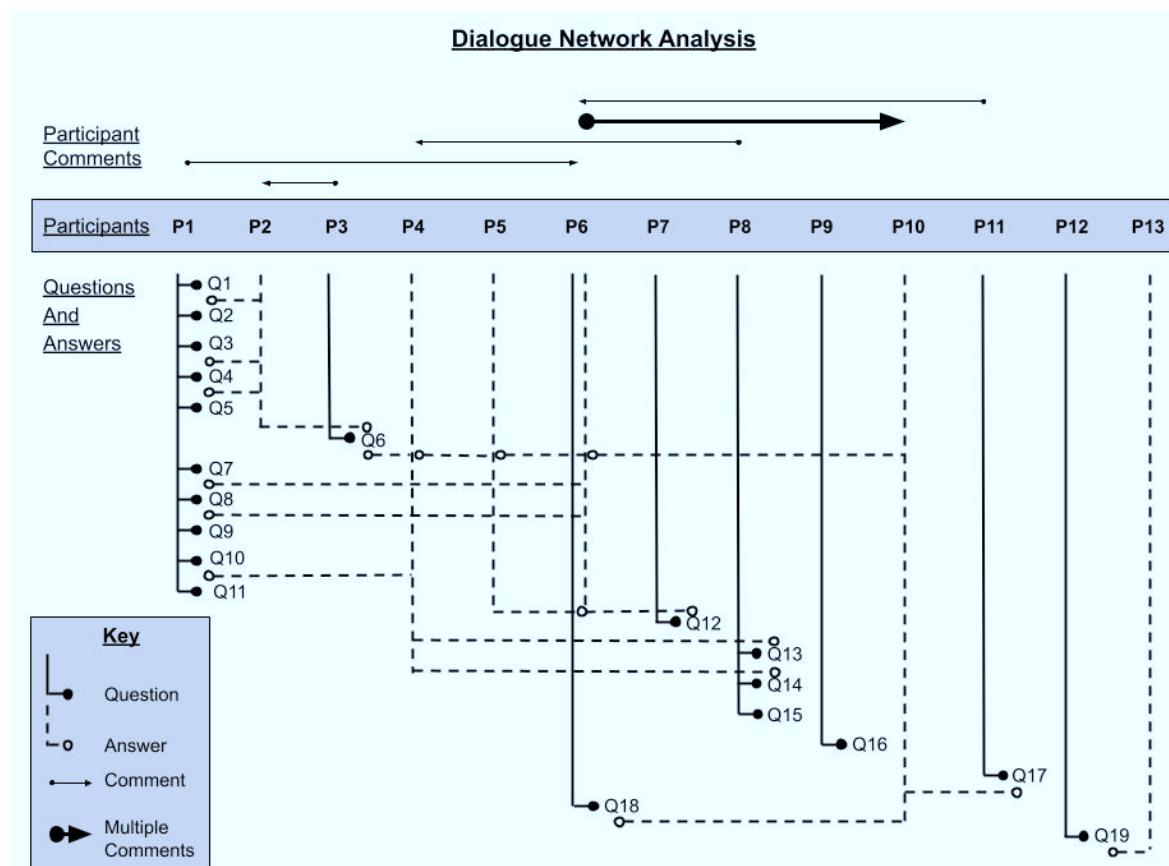 Dialogue Network Analysis
Participant
Comments
Participants P1 P2 P3 P4 P5 P6 P7 P8 P9 P10 P11 P12 P13
Questions
And
Answers
Q1
Q2
Q3
Q4
Q5
Q6
Q7
Q8
Q9
Q10
Q11
Q12
Q13
Q14
Q15
Q16
Q17
Q18
Q19
Key
Question
Answer
Comment
Multiple
Comments